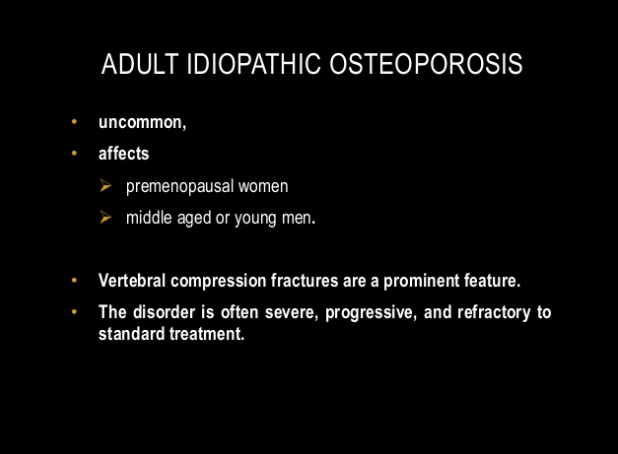 ADULT IDIOPATHIC OSTEOPOROSIS
• uncommon,
• affects
➢ premenopausal women
➢ middle aged or young men.
• Vertebral compression fractures are a prominent feature.
• The disorder is often severe, progressive, and refractory to
standard treatment.